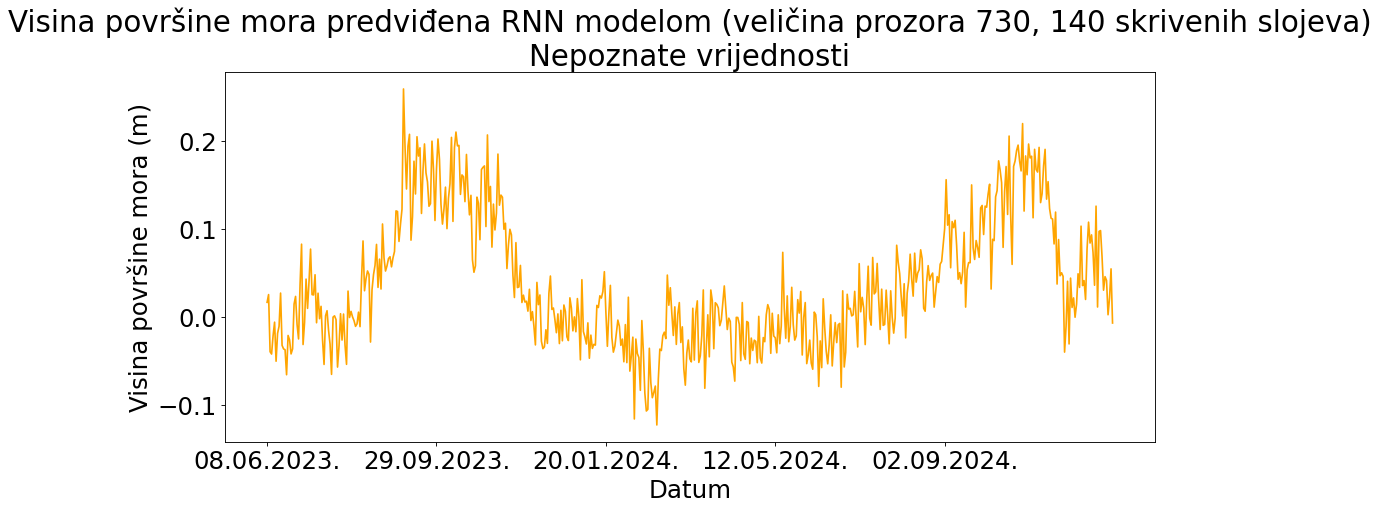 Visina površine mora predviđena RNN modelom (veličina prozora 730, 140 skrivenih slojeva)
Nepoznate vrijednosti
Visina površine mora (m)
0.2
0.1
0.0
−0.1
08.06.2023. 29.09.2023. 20.01.2024. 12.05.2024. 02.09.2024.
Datum